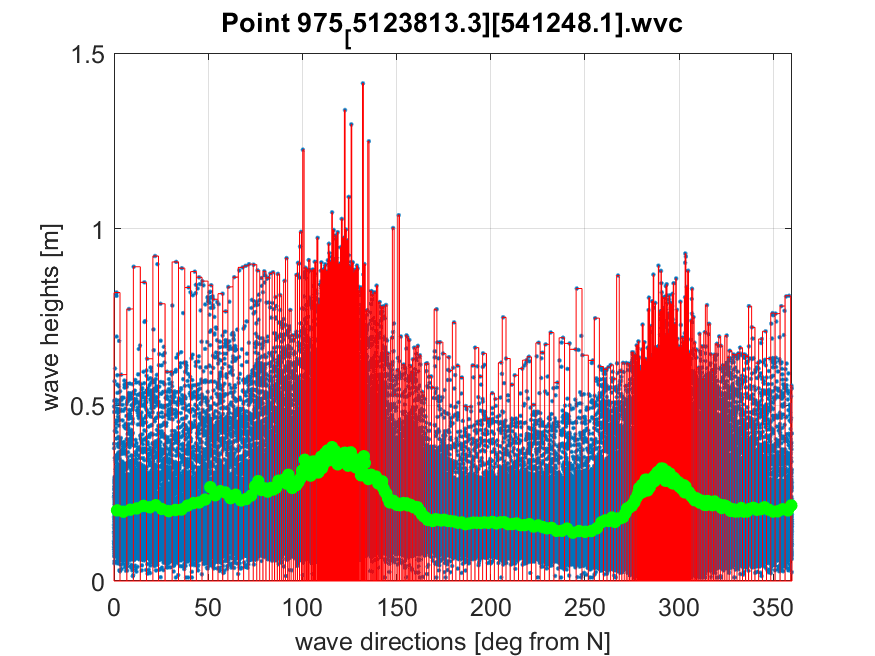 Point 975[5123813.3][541248.1].wvc
1.5
1
0.5
0
wave heights [m]
0 50 100 150 200 250 300 350
wave directions [deg from N]